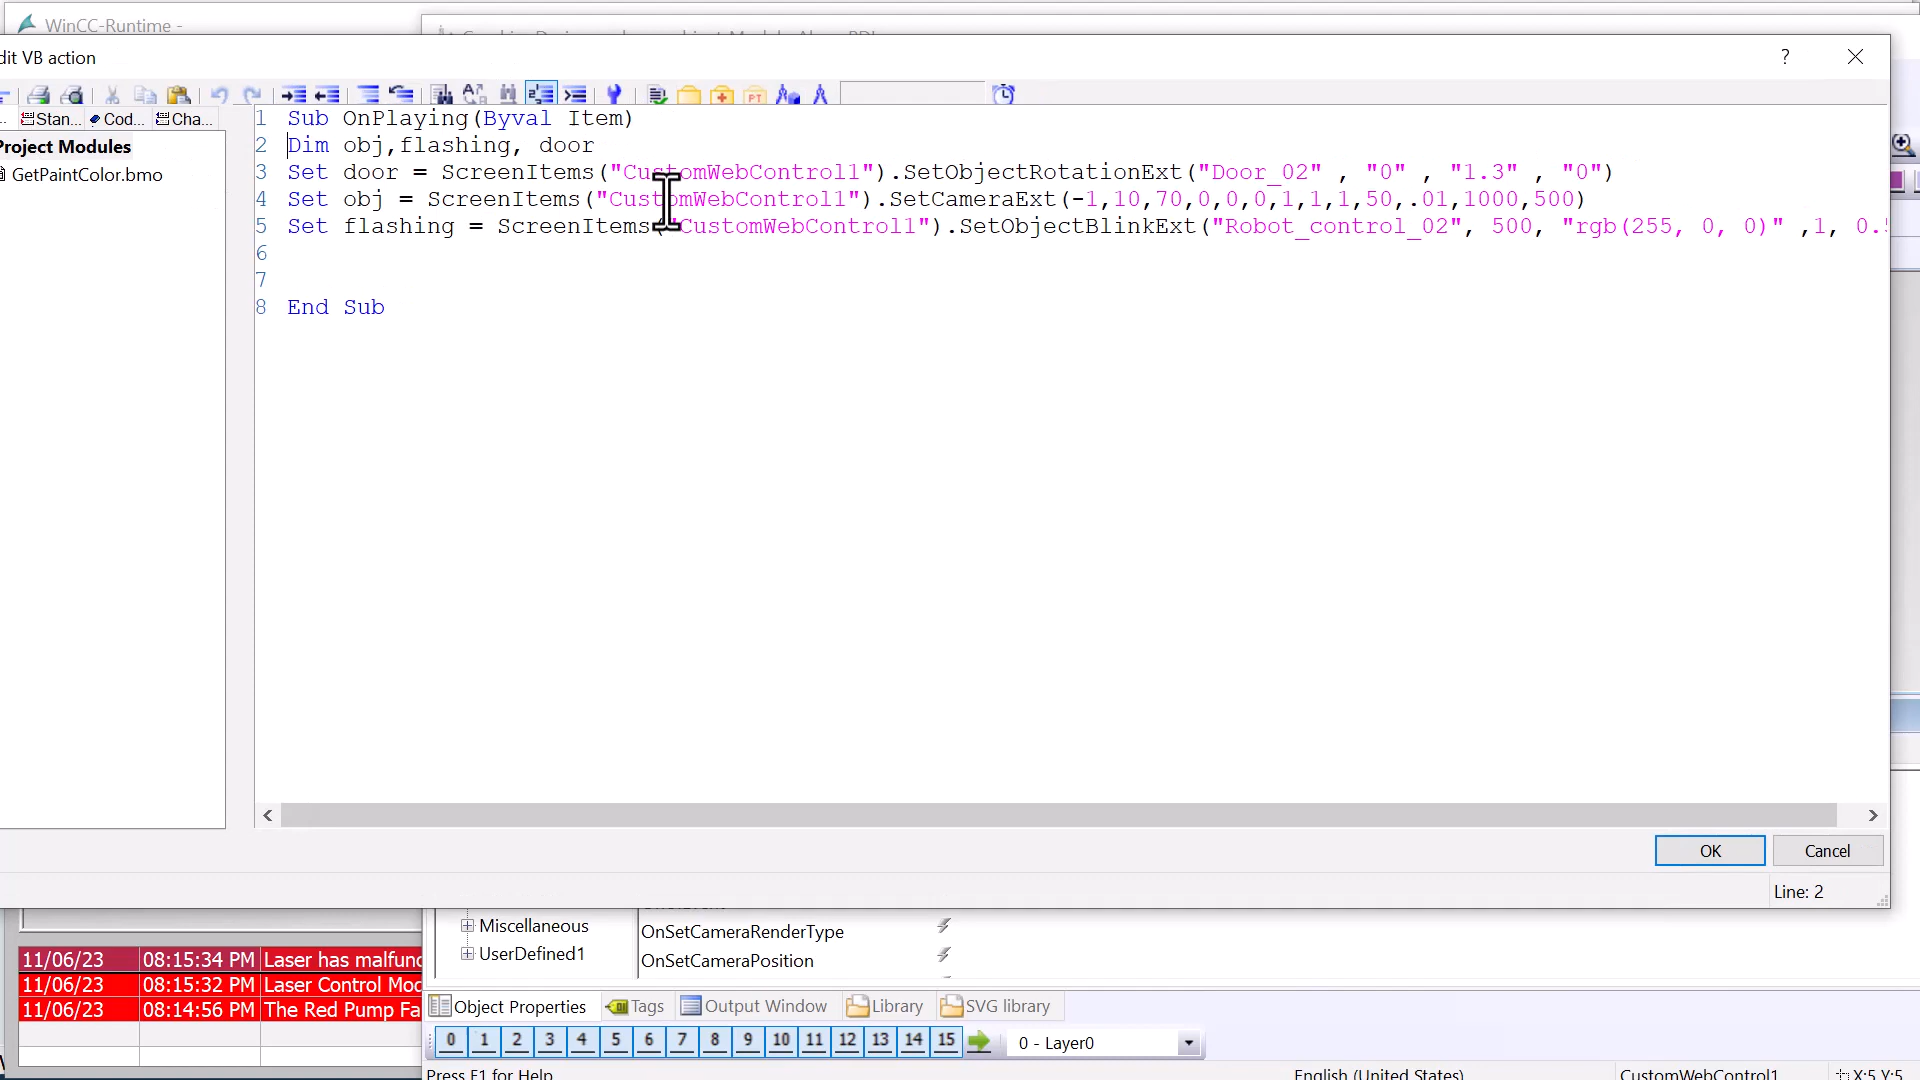 WinCC-Runtime -
dit VB action
?
Stan...
Cod...
Cha...
Project Modules
GetPaintColor.bmo
1 Sub OnPlaying(Byval Item)
2 Dim obj,flashing, door
3 Set door = ScreenItems("CustomWebControl1").SetObjectRotationExt("Door_02" , "0" , "1.3" , "0")
4 Set obj = ScreenItems("CustomWebControl1").SetCameraExt(-1,10,70,0,0,0,1,1,1,50,.01,1000,500)
5 Set flashing = ScreenItems("CustomWebControl1").SetObjectBlinkExt("Robot_control_02", 500, "rgb(255, 0, 0)" ,1, 0.5
6
7
8 End Sub
OK
Cancel
Line: 2
Miscellaneous
UserDefined1
OnSetCameraRenderType
OnSetCameraPosition
11/06/23 08:15:34 PM Laser has malfunc
11/06/23 08:15:32 PM Laser Control Mod
11/06/23 08:14:56 PM The Red Pump Fa
Object Properties
Tags
Output Window
Library
SVG library
0 1 2 3 4 5 6 7 8 9 10 11 12 13 14 15
0 - Layer0
Press F1 for Help
English (United States)
CustomWebControl1
X:5 Y:5